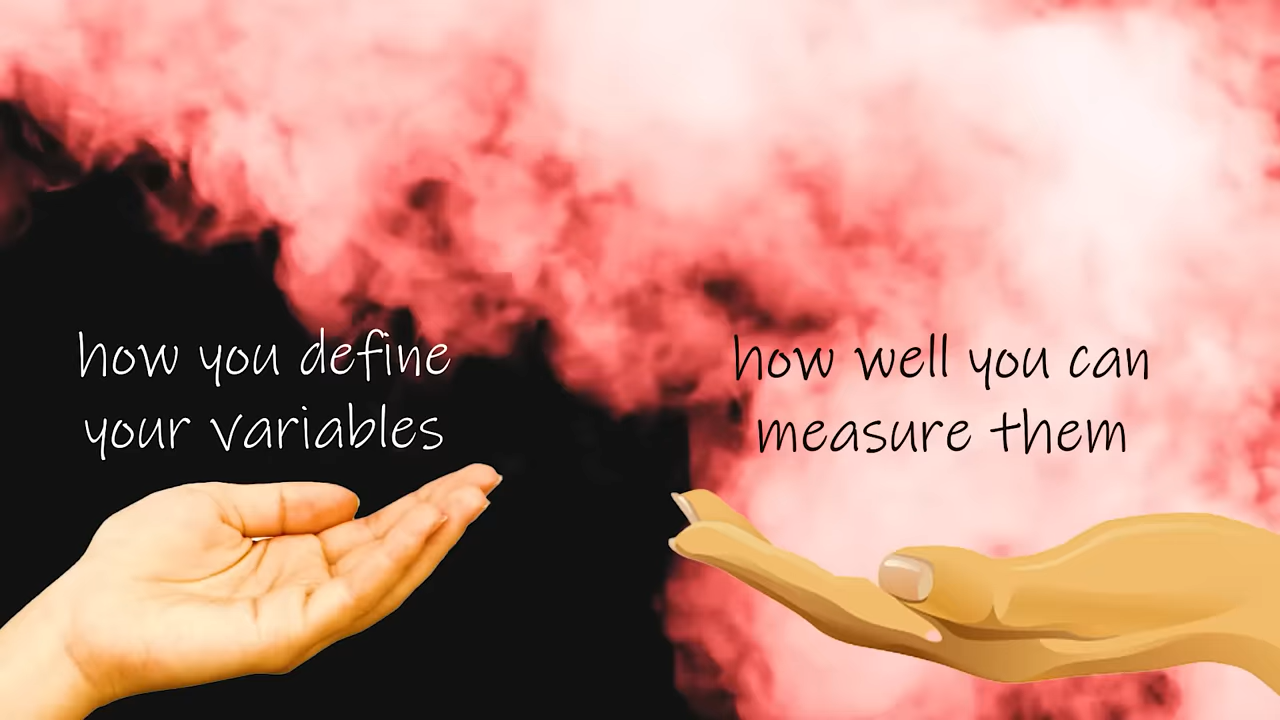 how you define
your variables
how well you can
measure them